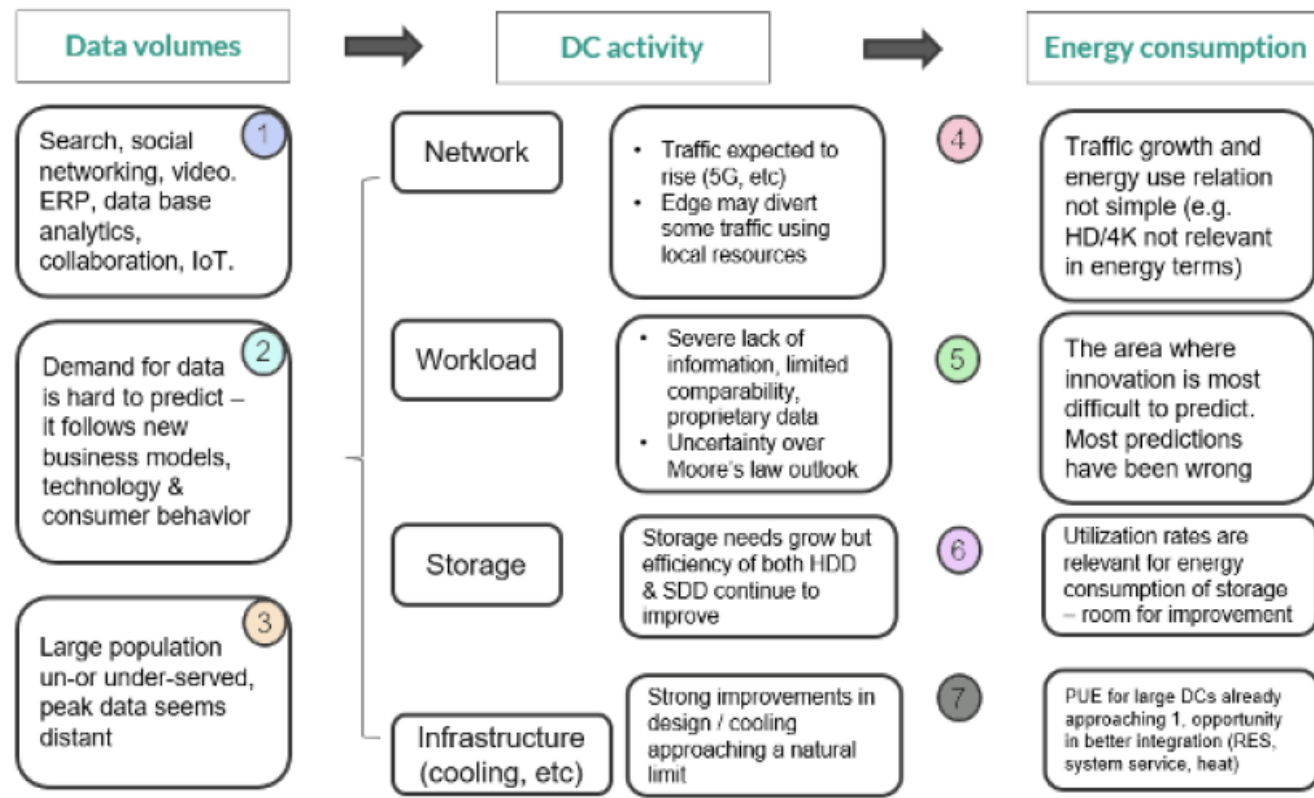 Data volumes
DC activity
Energy consumption
1
Search, social
networking, video.
ERP, data base
analytics,
collaboration, IoT.
2
Demand for data
is hard to predict –
it follows new
business models,
technology &
consumer behavior
3
Large population
un-or under-served,
peak data seems
distant
Network
• Traffic expected to
rise (5G, etc)
• Edge may divert
some traffic using
local resources
4
Traffic growth and
energy use relation
not simple (e.g.
HD/4K not relevant
in energy terms)
Workload
• Severe lack of
information, limited
comparability,
proprietary data
• Uncertainty over
Moore's law outlook
5
The area where
innovation is most
difficult to predict.
Most predictions
have been wrong
Storage
Storage needs grow but
efficiency of both HDD
& SDD continue to
improve
6
Utilization rates are
relevant for energy
consumption of storage
– room for improvement
Infrastructure
(cooling, etc)
Strong improvements in
design / cooling
approaching a natural
limit
7
PUE for large DCs already
approaching 1, opportunity
in better integration (RES,
system service, heat)